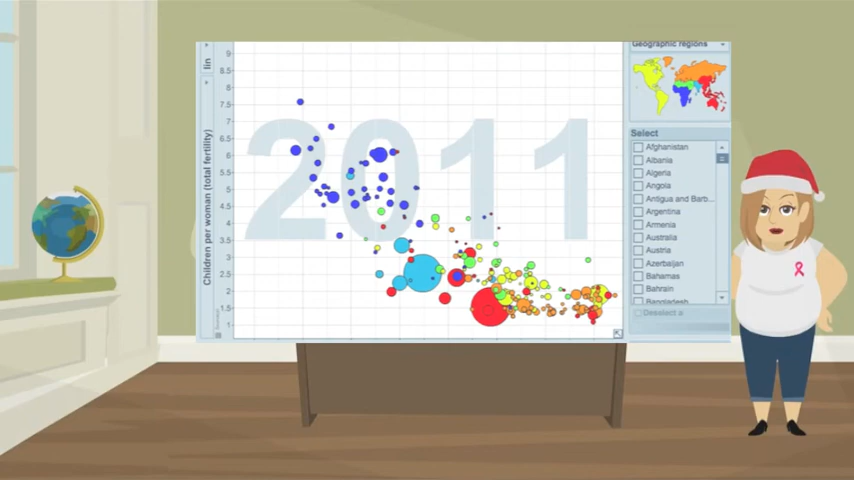 lin
Children per woman (total fertility)
9
8.5
8
7.5
7
6.5
6
5.5
5
4.5
4
3.5
3
2.5
2
1.5
1
2011
Geographic regions
Select
Afghanistan
Albania
Algeria
Angola
Antigua and Barb...
Argentina
Armenia
Australia
Austria
Azerbaijan
Bahamas
Bahrain
Bangladesh
Deselect a